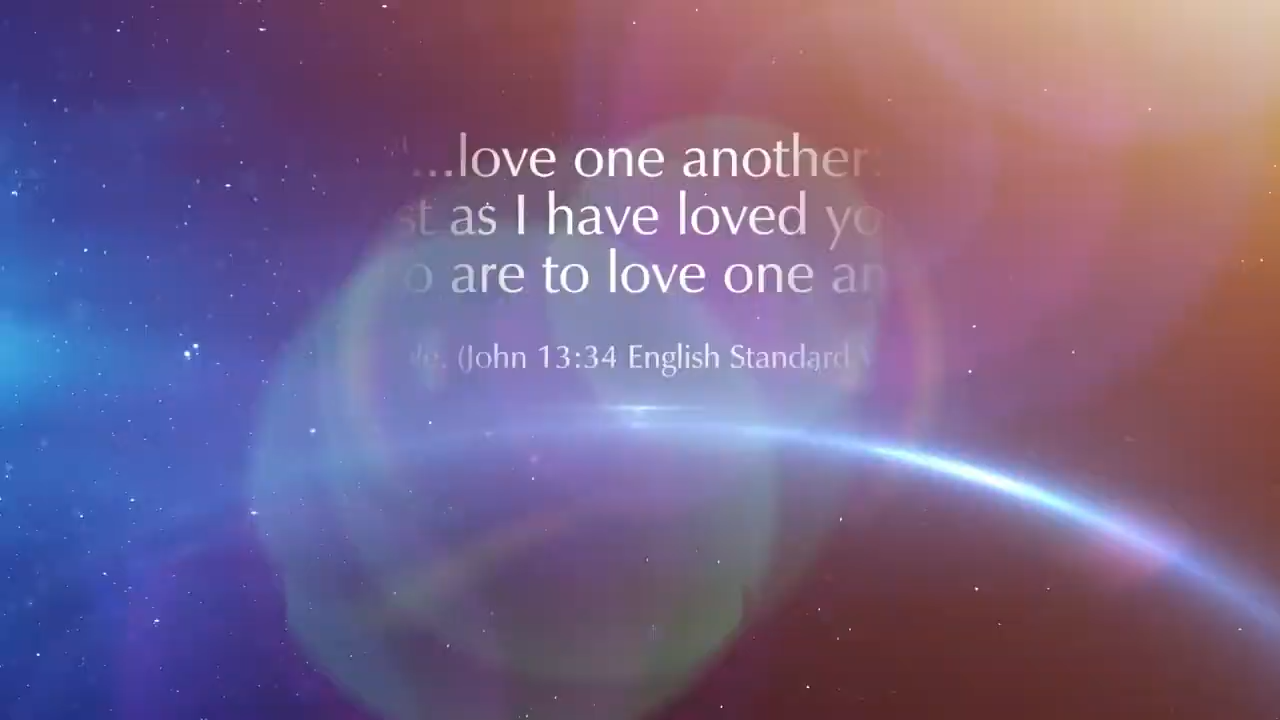 ...love one another:
as I have loved
are to love one
(John 13:34 English Standard